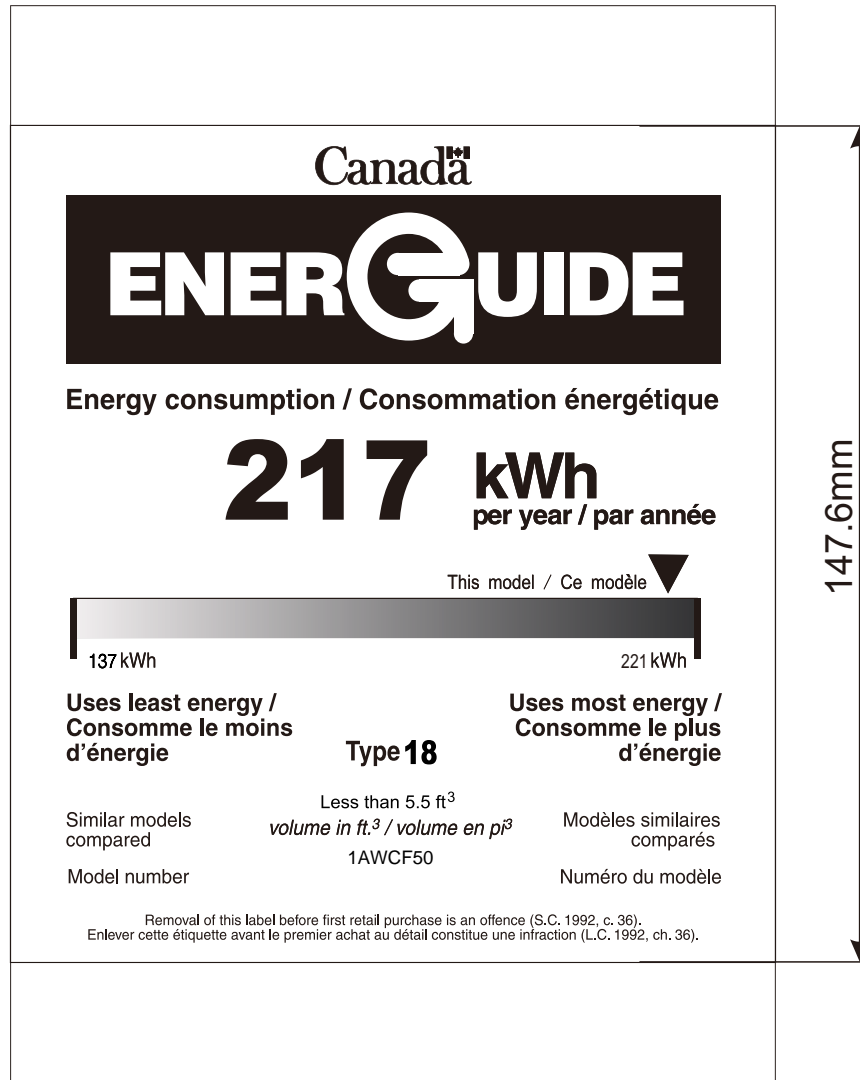 Canada
ENERGUIDE
Energy consumption / Consommation énergétique
217 kWh
per year / par année
This model / Ce modèle
137 kWh
221 kWh
Uses least energy /
Consomme le moins
d'énergie
Uses most energy /
Consomme le plus
d'énergie
Type 18
Similar models
compared
Less than 5.5 ft³
volume in ft.³ / volume en pi³
Modèles similaires
comparés
1AWCF50
Model number
Numéro du modèle
Removal of this label before first retail purchase is an offence (S.C. 1992, c. 36).
Enlever cette étiquette avant le premier achat au détail constitue une infraction (L.C. 1992, ch. 36).
147.6mm